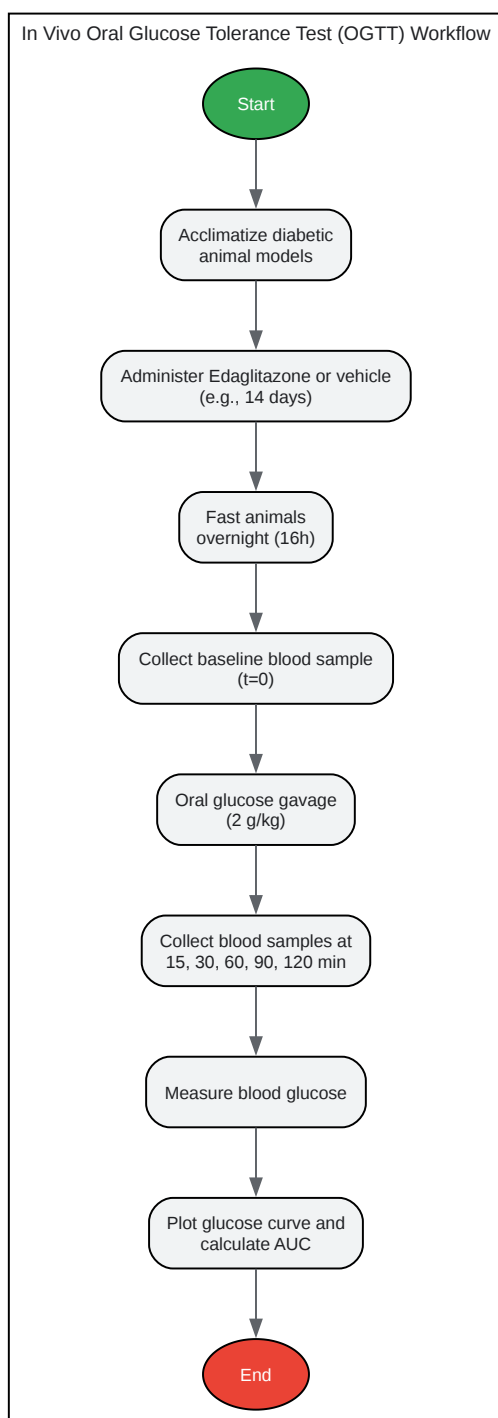 In Vivo Oral Glucose Tolerance Test (OGTT) Workflow
Start
Acclimatize diabetic
animal models
Administer Edaglitazone or vehicle
(e.g., 14 days)
Fast animals
overnight (16h)
Collect baseline blood sample
(t=0)
Oral glucose gavage
(2 g/kg)
Collect blood samples at
15, 30, 60, 90, 120 min
Measure blood glucose
Plot glucose curve and
calculate AUC
End